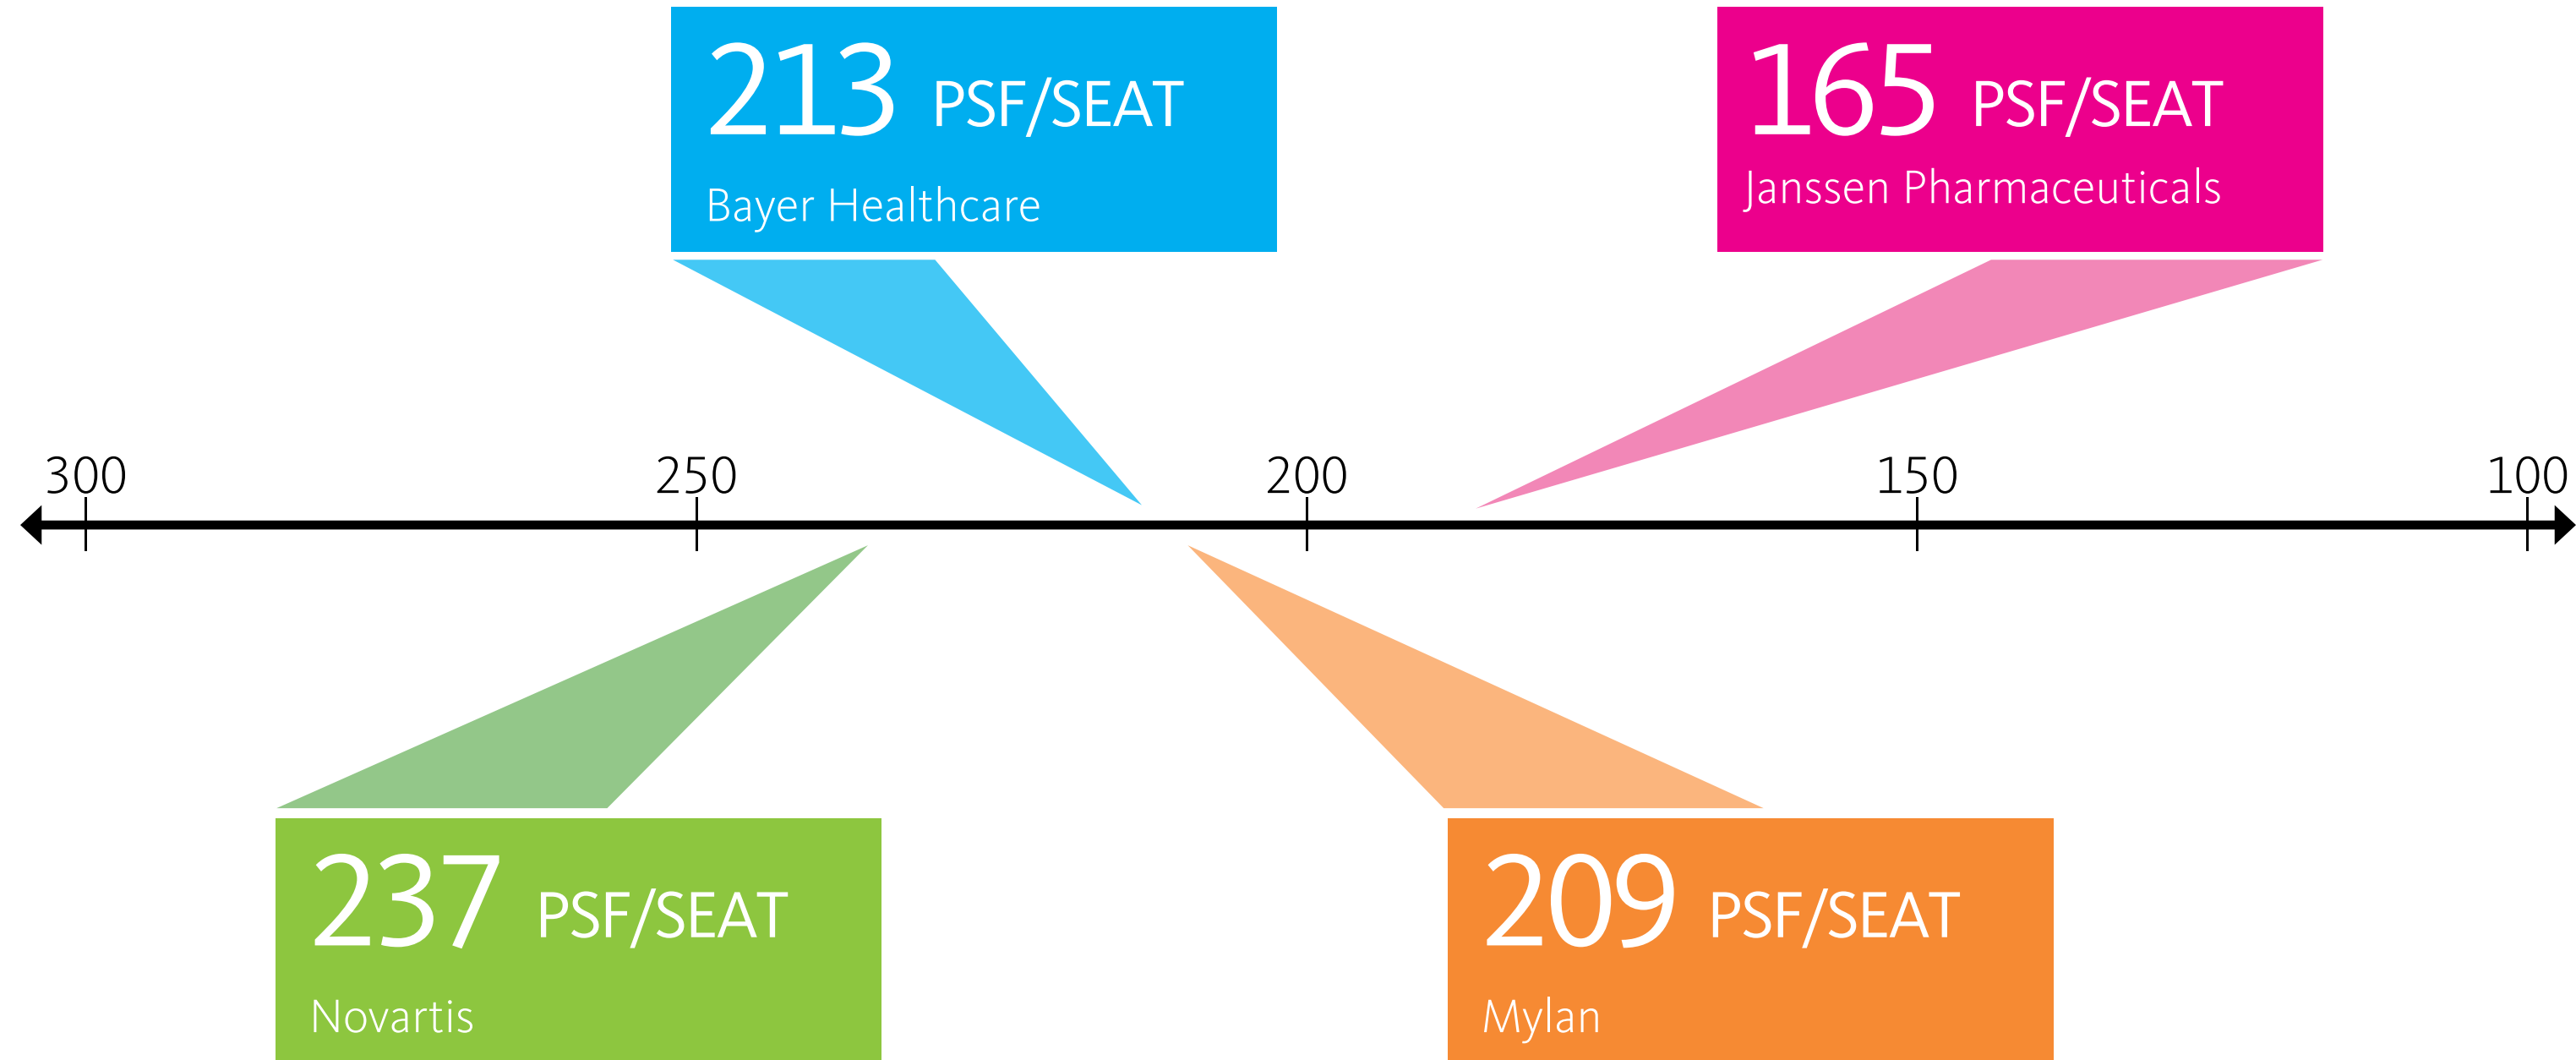 213 PSF/SEAT
Bayer Healthcare
165 PSF/SEAT
Janssen Pharmaceuticals
300 250 200 150 100
237 PSF/SEAT
Novartis
209 PSF/SEAT
Mylan